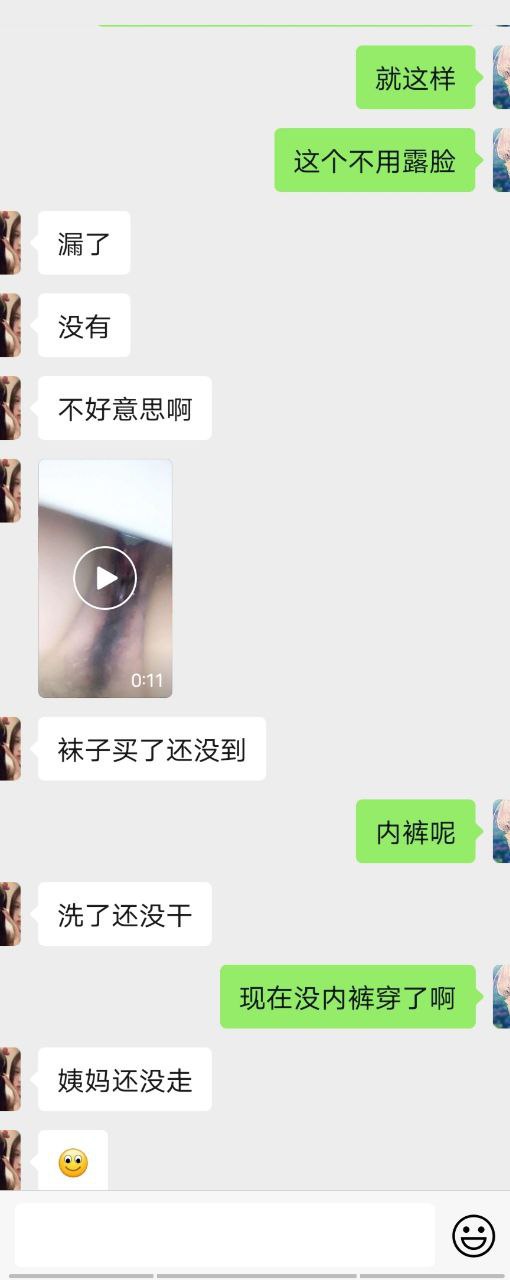 就这样
这个不用露脸
漏了
没有
不好意思啊
0:11
袜子买了还没到
内裤呢
洗了还没干
现在没内裤穿了啊
姨妈还没走